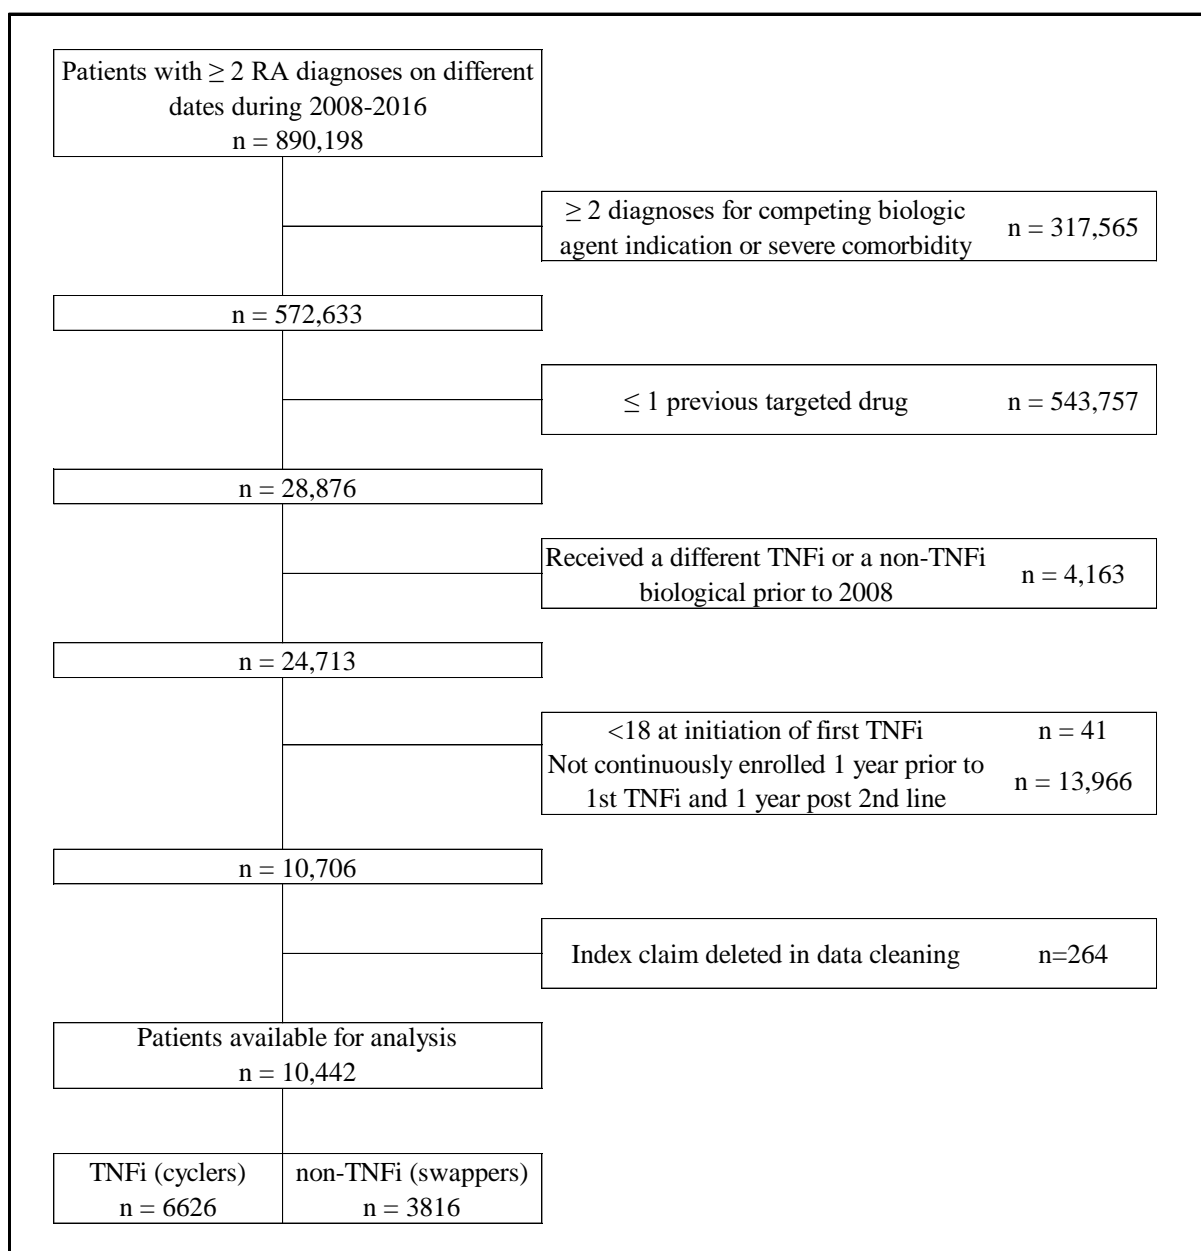 Patients with ≥ 2 RA diagnoses on different
dates during 2008-2016
n = 890,198
≥ 2 diagnoses for competing biologic
agent indication or severe comorbidity
n = 317,565
n = 572,633
≤ 1 previous targeted drug
n = 543,757
n = 28,876
Received a different TNFi or a non-TNFi
biological prior to 2008
n = 4,163
n = 24,713
<18 at initiation of first TNFi
n = 41
Not continuously enrolled 1 year prior to
1st TNFi and 1 year post 2nd line
n = 13,966
n = 10,706
Index claim deleted in data cleaning
n=264
Patients available for analysis
n = 10,442
TNFi (cyclers)
n = 6626
non-TNFi (swappers)
n = 3816